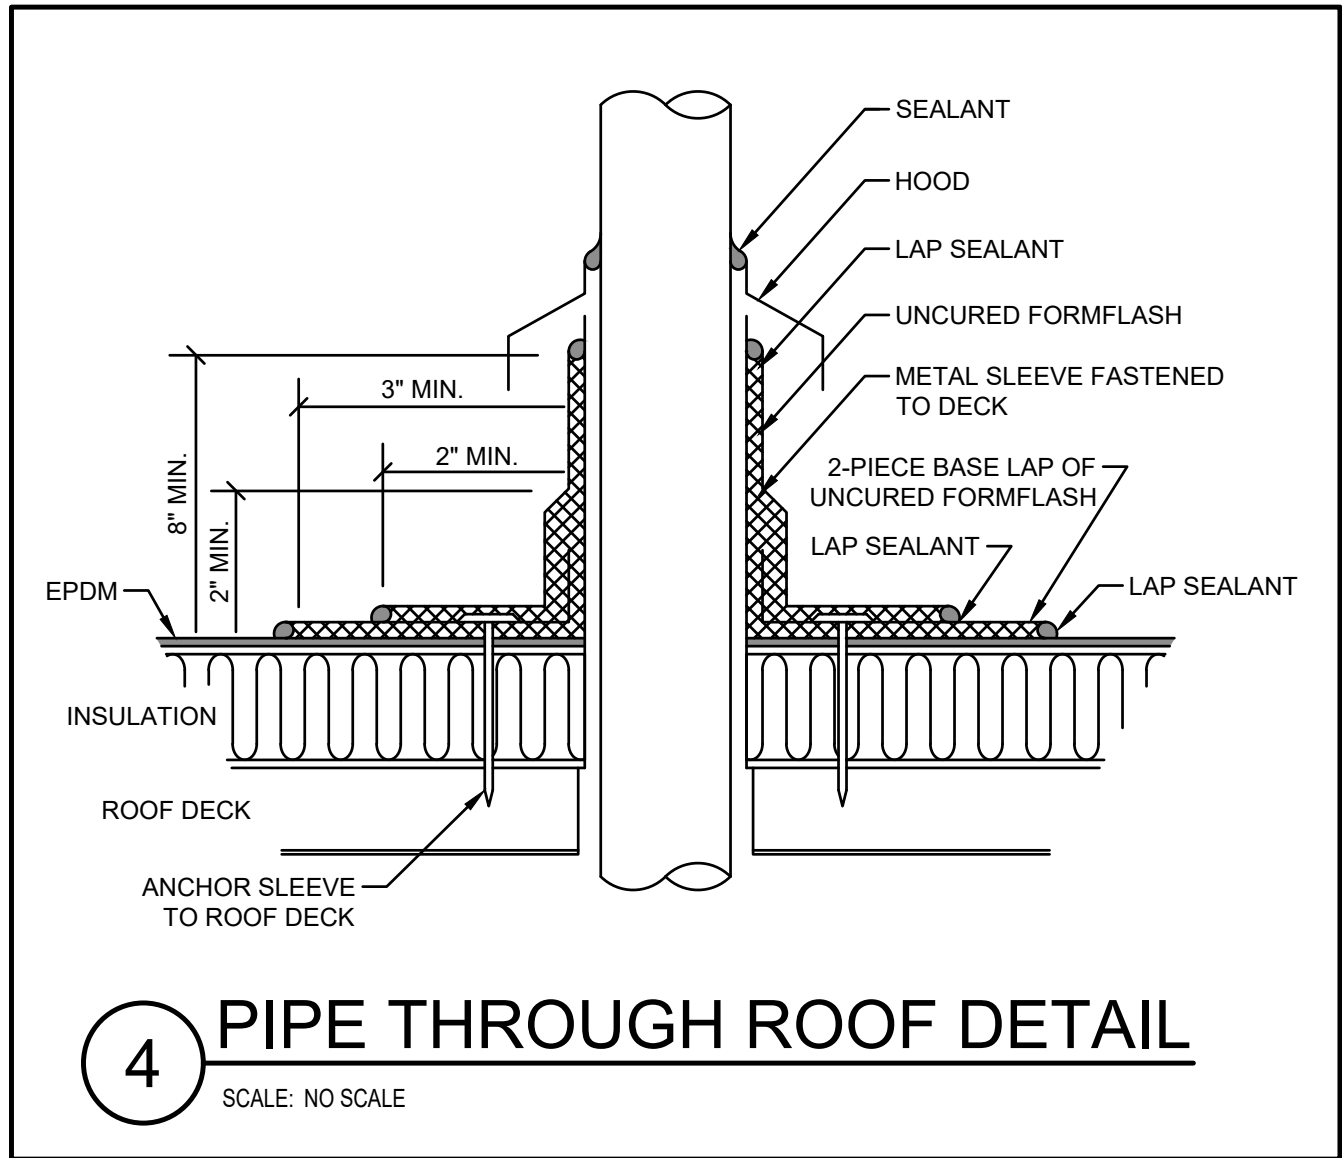 SEALANT
HOOD
LAP SEALANT
UNCURED FORMFLASH
METAL SLEEVE FASTENED
TO DECK
3" MIN.
2" MIN.
8" MIN.
2" MIN.
2-PIECE BASE LAP OF
UNCURED FORMFLASH
LAP SEALANT
LAP SEALANT
EPDM
INSULATION
ROOF DECK
ANCHOR SLEEVE
TO ROOF DECK
4
PIPE THROUGH ROOF DETAIL
SCALE: NO SCALE